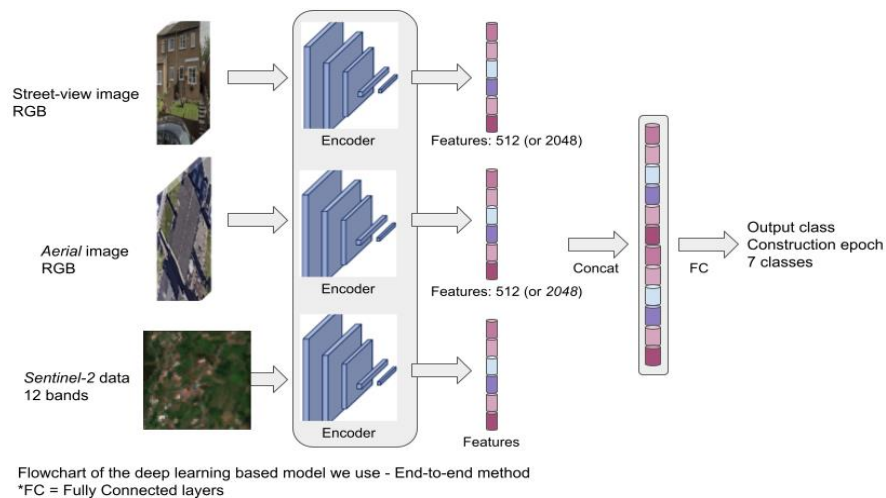 Street-view image
RGB
Encoder
Features: 512 (or 2048)
Aerial image
RGB
Encoder
Features: 512 (or 2048)
Concat
FC
Output class
Construction epoch
7 classes
Sentinel-2 data
12 bands
Encoder
Features
Flowchart of the deep learning based model we use - End-to-end method
*FC = Fully Connected layers